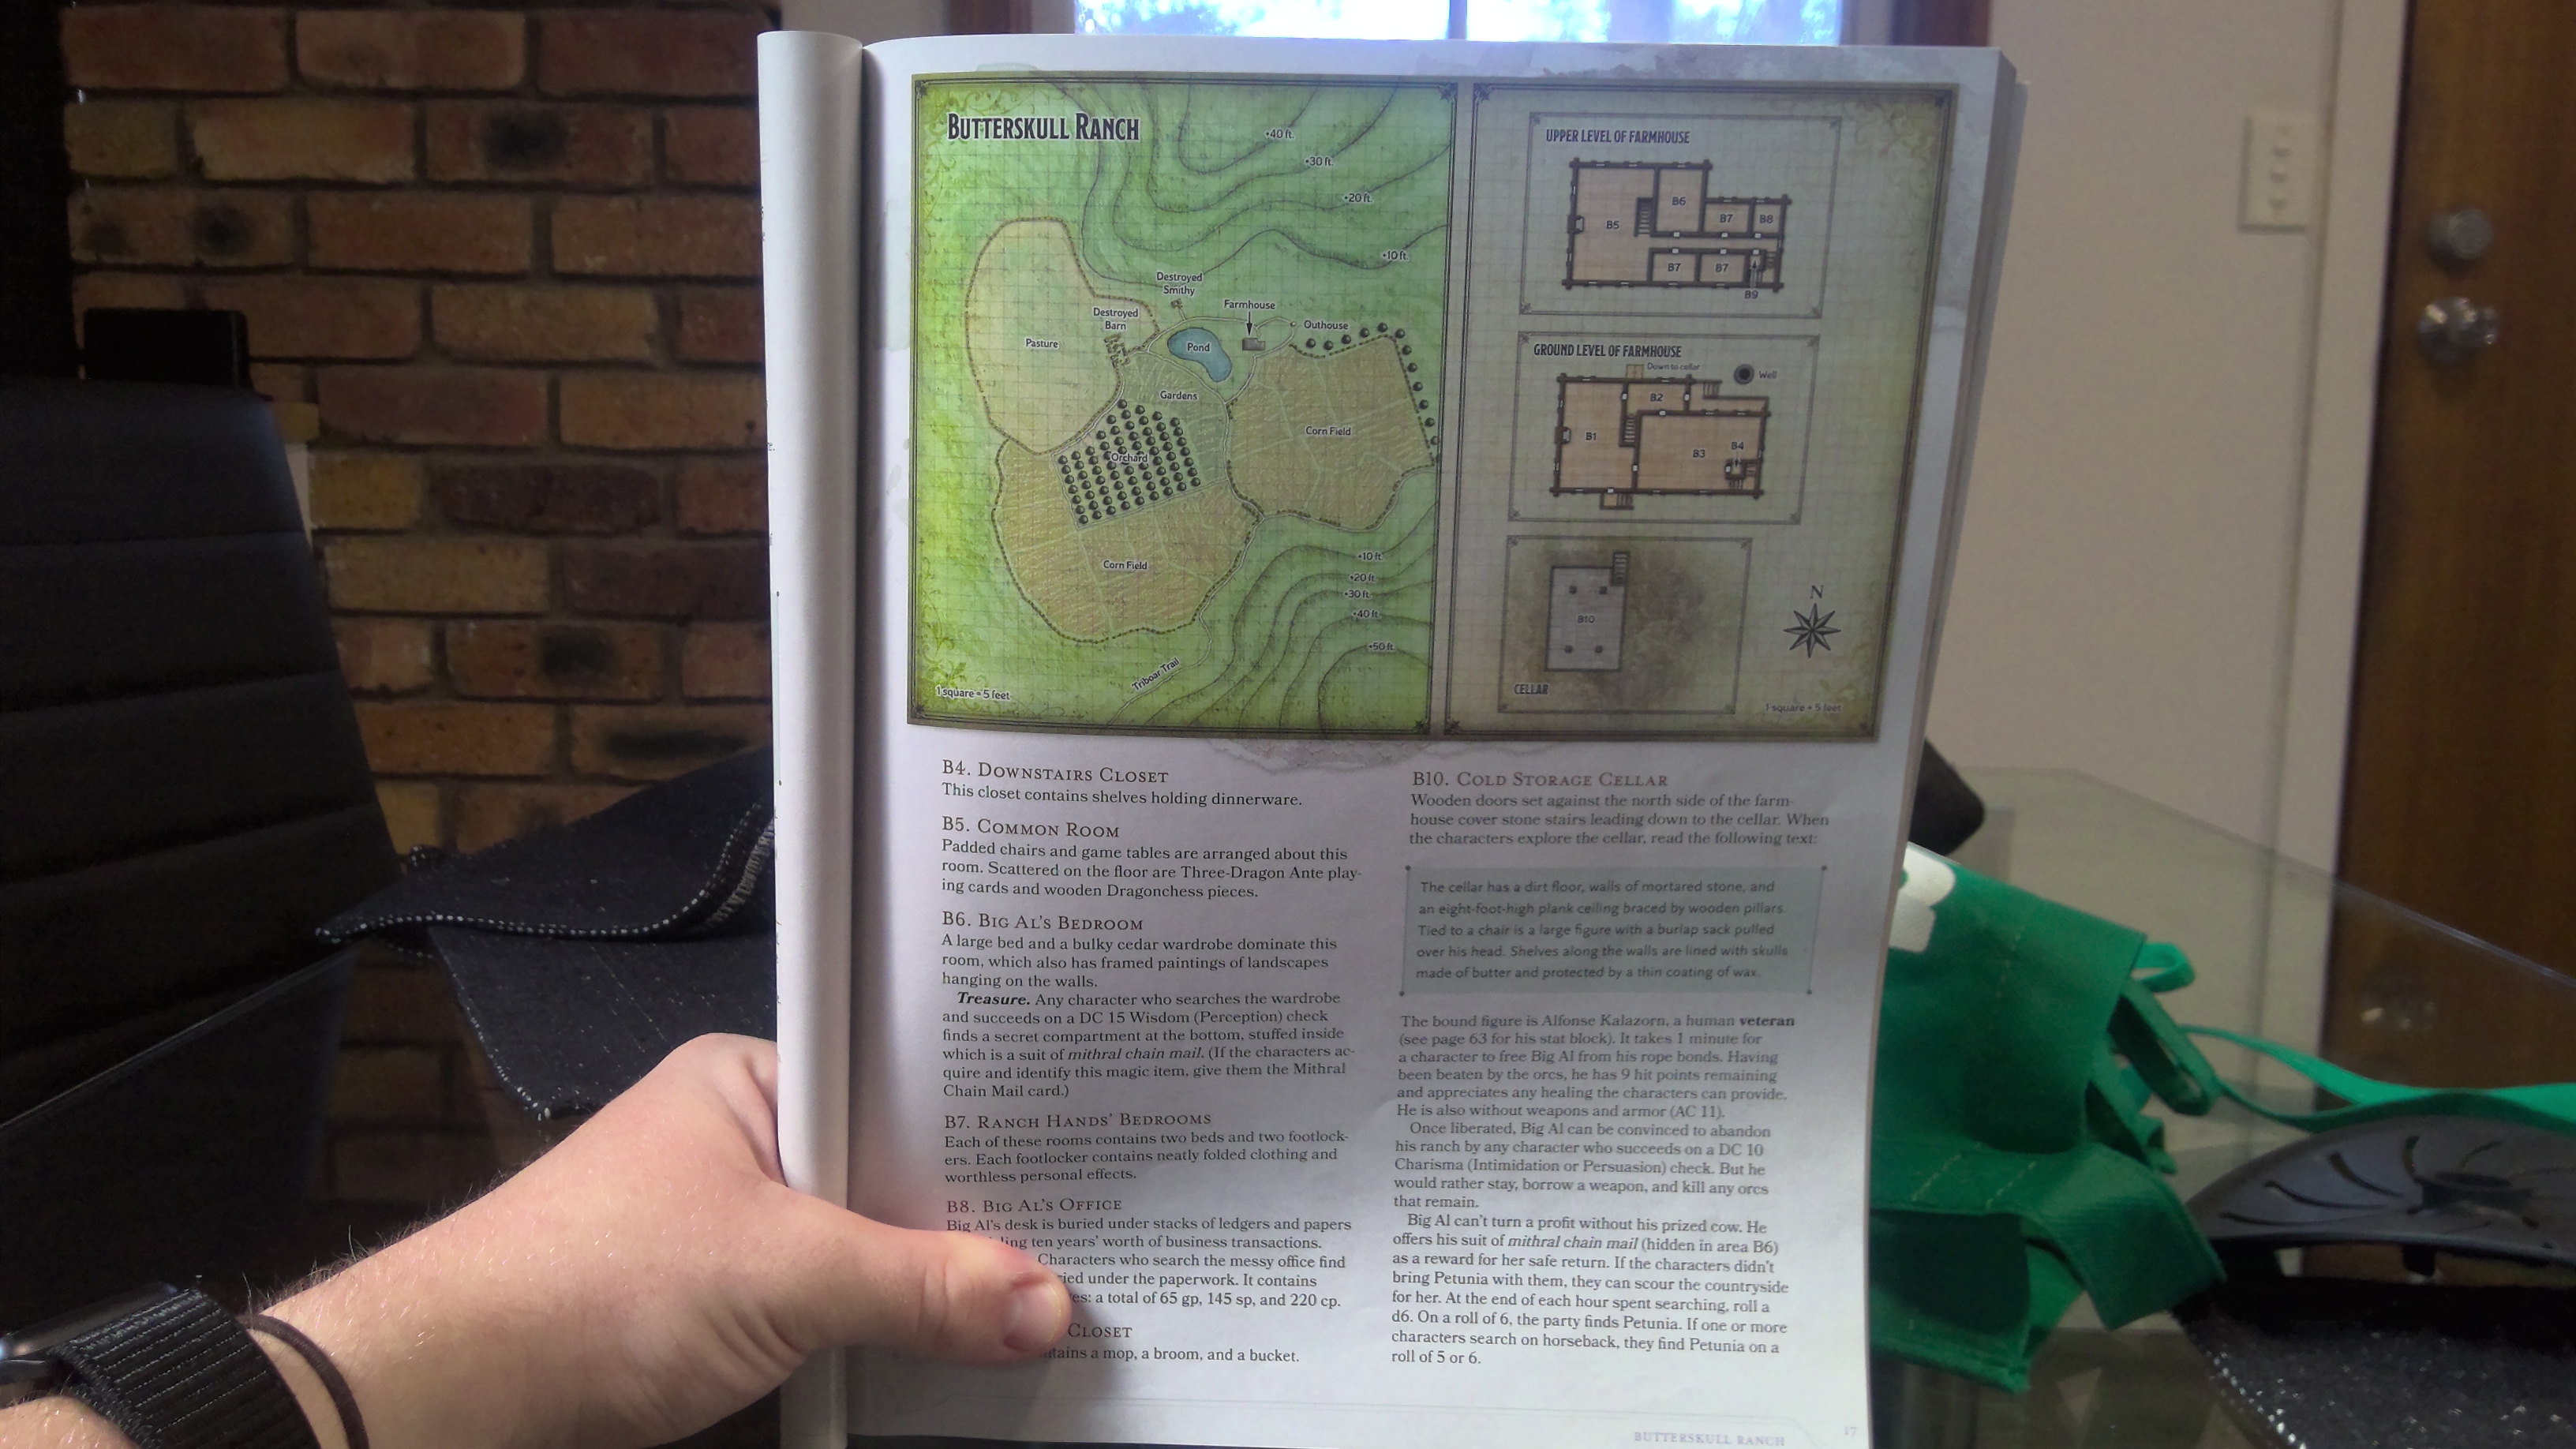 BUTTERSKULL RANCH
+40 ft.
+30 ft.
+20 ft.
+10 ft.
Destroyed
Smithy
Farmhouse
Destroyed
Barn
Outhouse
Pasture
Pond
Gardens
Corn Field
Orchard
Corn Field
+10 ft.
+20 ft.
+30 ft.
+40 ft.
+50 ft.
Triboar Trail
1 square = 5 feet
UPPER LEVEL OF FARMHOUSE
B6
B5
B7
B8
B7
B7
B9
GROUND LEVEL OF FARMHOUSE
Down to cellar
Well
B2
B1
B4
B3
B10
N
CELLAR
1 square = 5 feet
B4. DOWNSTAIRS CLOSET
This closet contains shelves holding dinnerware.
B5. COMMON ROOM
Padded chairs and game tables are arranged about this
room. Scattered on the floor are Three-Dragon Ante play-
ing cards and wooden Dragonchess pieces.
B6. BIG AL'S BEDROOM
A large bed and a bulky cedar wardrobe dominate this
room, which also has framed paintings of landscapes
hanging on the walls.
Treasure. Any character who searches the wardrobe
and succeeds on a DC 15 Wisdom (Perception) check
finds a secret compartment at the bottom, stuffed inside
which is a suit of mithral chain mail. (If the characters ac-
quire and identify this magic item, give them the Mithral
Chain Mail card.)
B7. RANCH HANDS' BEDROOMS
Each of these rooms contains two beds and two footlock-
ers. Each footlocker contains neatly folded clothing and
worthless personal effects.
B8. BIG AL'S OFFICE
Big Al's desk is buried under stacks of ledgers and papers
ten years' worth of business transactions.
Characters who search the messy office find
under the paperwork. It contains
a total of 65 gp, 145 sp, and 220 cp.
CLOSET
a mop, a broom, and a bucket.
B10. COLD STORAGE CELLAR
Wooden doors set against the north side of the farm-
house cover stone stairs leading down to the cellar. When
the characters explore the cellar, read the following text:
The cellar has a dirt floor, walls of mortared stone, and
an eight-foot-high plank ceiling braced by wooden pillars.
Tied to a chair is a large figure with a burlap sack pulled
over his head. Shelves along the walls are lined with skulls
made of butter and protected by a thin coating of wax.
The bound figure is Alfonse Kalazorn, a human veteran
(see page 63 for his stat block). It takes 1 minute for
a character to free Big Al from his rope bonds. Having
been beaten by the orcs, he has 9 hit points remaining
and appreciates any healing the characters can provide.
He is also without weapons and armor (AC 11).
Once liberated, Big Al can be convinced to abandon
his ranch by any character who succeeds on a DC 10
Charisma (Intimidation or Persuasion) check. But he
would rather stay, borrow a weapon, and kill any orcs
that remain.
Big Al can't turn a profit without his prized cow. He
offers his suit of mithral chain mail (hidden in area B6)
as a reward for her safe return. If the characters didn't
bring Petunia with them, they can scour the countryside
for her. At the end of each hour spent searching, roll a
d6. On a roll of 6, the party finds Petunia. If one or more
characters search on horseback, they find Petunia on a
roll of 5 or 6.
BUTTERSKULL RANCH
17